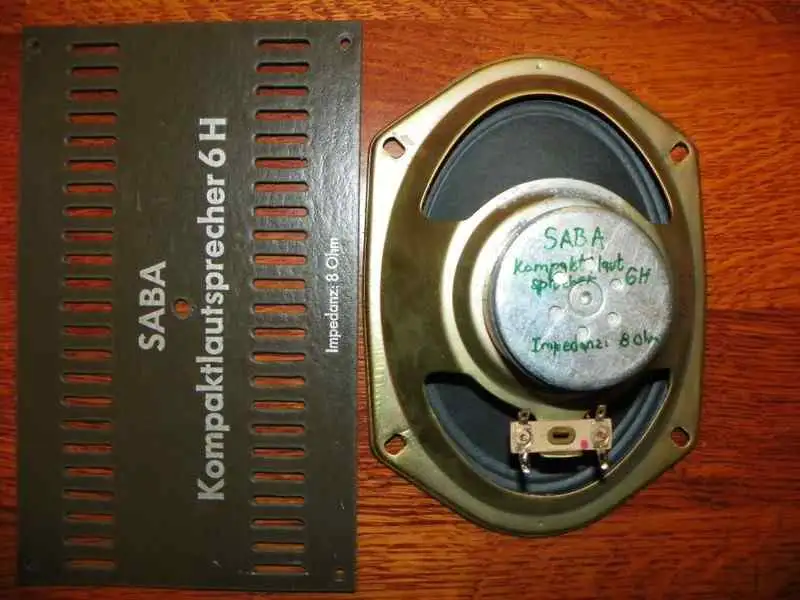 SABA
Kompaktlautsprecher 6 H
Impedanz: 8 Ohm
SABA
Kompakt-laut
sprecher 6H
Impedanz: 8 Ohm